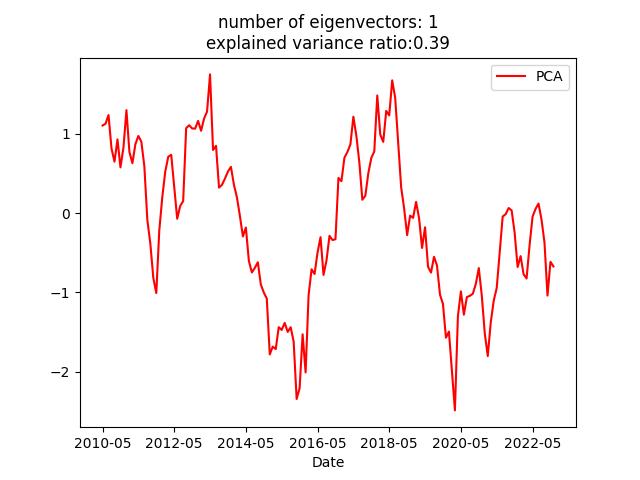 number of eigenvectors: 1
explained variance ratio:0.39
PCA
1
0
−1
−2
2010-05 2012-05 2014-05 2016-05 2018-05 2020-05 2022-05
Date